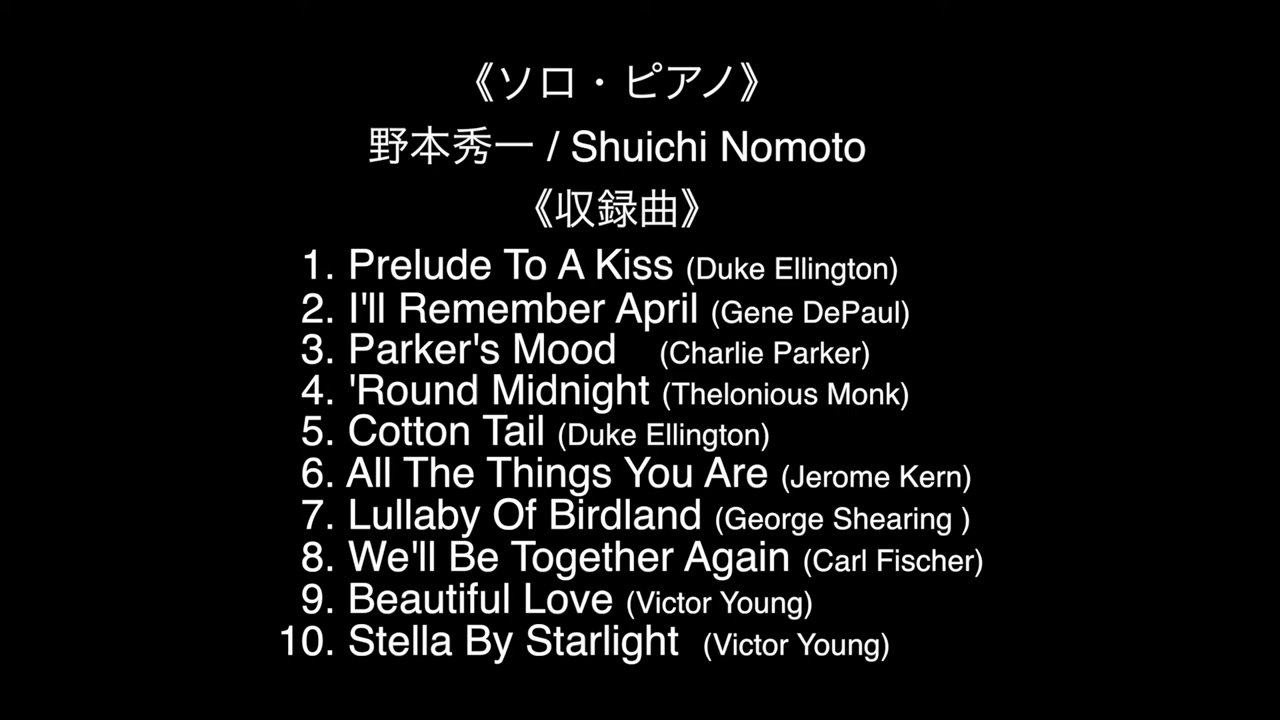 《ソロ・ピアノ》
野本秀一 / Shuichi Nomoto
《収録曲》
1. Prelude To A Kiss (Duke Ellington)
2. I'll Remember April (Gene DePaul)
3. Parker's Mood (Charlie Parker)
4. 'Round Midnight (Thelonious Monk)
5. Cotton Tail (Duke Ellington)
6. All The Things You Are (Jerome Kern)
7. Lullaby Of Birdland (George Shearing )
8. We'll Be Together Again (Carl Fischer)
9. Beautiful Love (Victor Young)
10. Stella By Starlight (Victor Young)